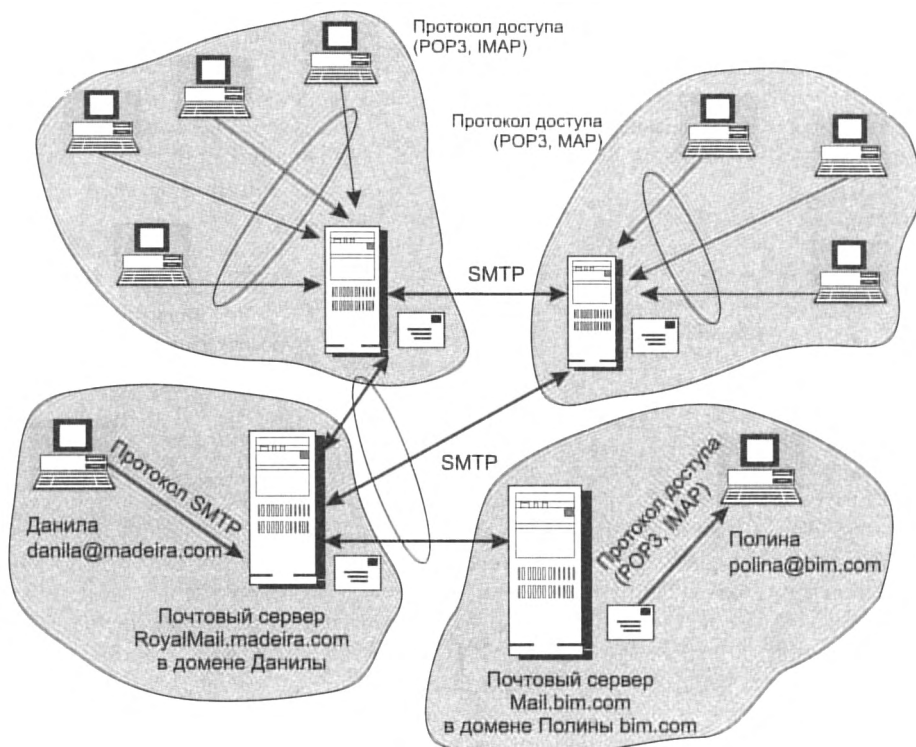 Протокол доступа
(POP3, IMAP)
Протокол доступа
(POP3, MAP)
SMTP
SMTP
Протокол SMTP
Данила
danila@madeira.com
Почтовый сервер
RoyalMail.madeira.com
в домене Данилы
Протокол доступа
(POP3, IMAP)
Полина
polina@bim.com
Почтовый сервер
Mail.bim.com
в домене Полины bim.com